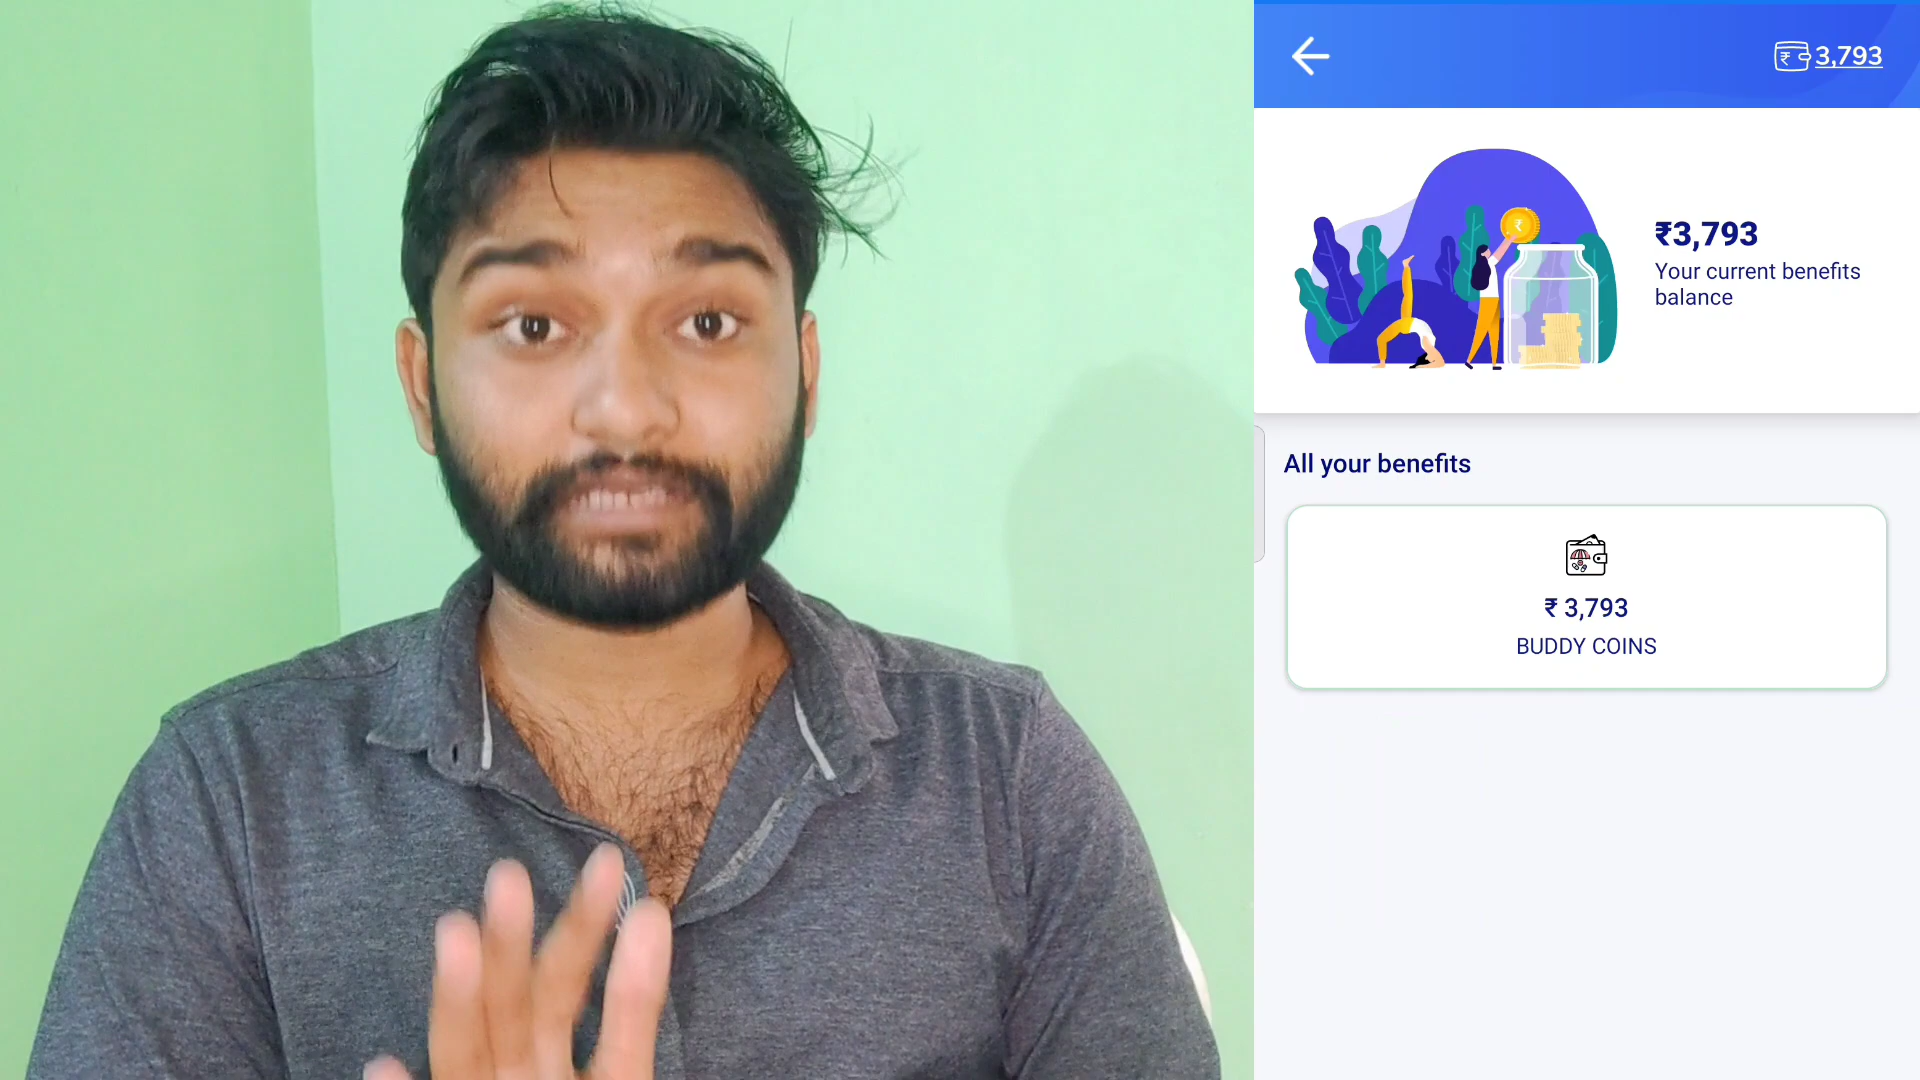 3,793
₹3,793
Your current benefits
balance
All your benefits
₹ 3,793
BUDDY COINS